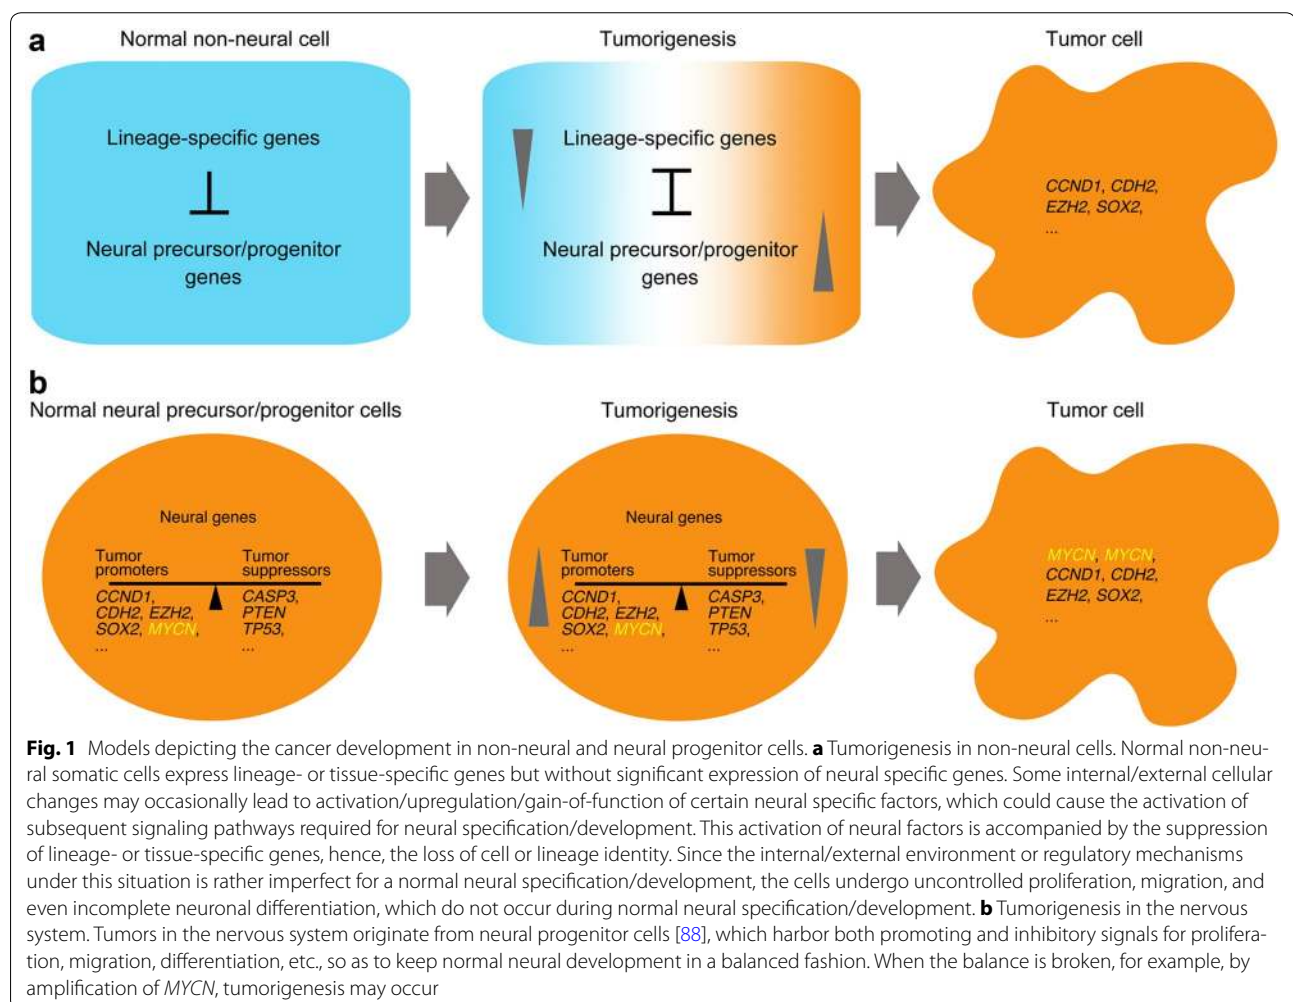 a
Normal non-neural cell
Tumorigenesis
Tumor cell
Lineage-specific genes
Neural precursor/progenitor
genes
Lineage-specific genes
Neural precursor/progenitor
genes
CCND1, CDH2,
EZH2, SOX2,
...
b
Normal neural precursor/progenitor cells
Tumorigenesis
Tumor cell
Neural genes
Tumor
promoters
Tumor
suppressors
CCND1,
CDH2, EZH2,
SOX2, MYCN,
...
CASP3,
PTEN
TP53,
...
Neural genes
Tumor
promoters
Tumor
suppressors
CCND1,
CDH2, EZH2,
SOX2, MYCN,
...
CASP3,
PTEN
TP53,
...
MYCN, MYCN,
CCND1, CDH2,
EZH2, SOX2,
...
Fig. 1 Models depicting the cancer development in non-neural and neural progenitor cells. a Tumorigenesis in non-neural cells. Normal non-neu-
ral somatic cells express lineage- or tissue-specific genes but without significant expression of neural specific genes. Some internal/external cellular
changes may occasionally lead to activation/upregulation/gain-of-function of certain neural specific factors, which could cause the activation of
subsequent signaling pathways required for neural specification/development. This activation of neural factors is accompanied by the suppression
of lineage- or tissue-specific genes, hence, the loss of cell or lineage identity. Since the internal/external environment or regulatory mechanisms
under this situation is rather imperfect for a normal neural specification/development, the cells undergo uncontrolled proliferation, migration, and
even incomplete neuronal differentiation, which do not occur during normal neural specification/development. b Tumorigenesis in the nervous
system. Tumors in the nervous system originate from neural progenitor cells [88], which harbor both promoting and inhibitory signals for prolifera-
tion, migration, differentiation, etc., so as to keep normal neural development in a balanced fashion. When the balance is broken, for example, by
amplification of MYCN, tumorigenesis may occur